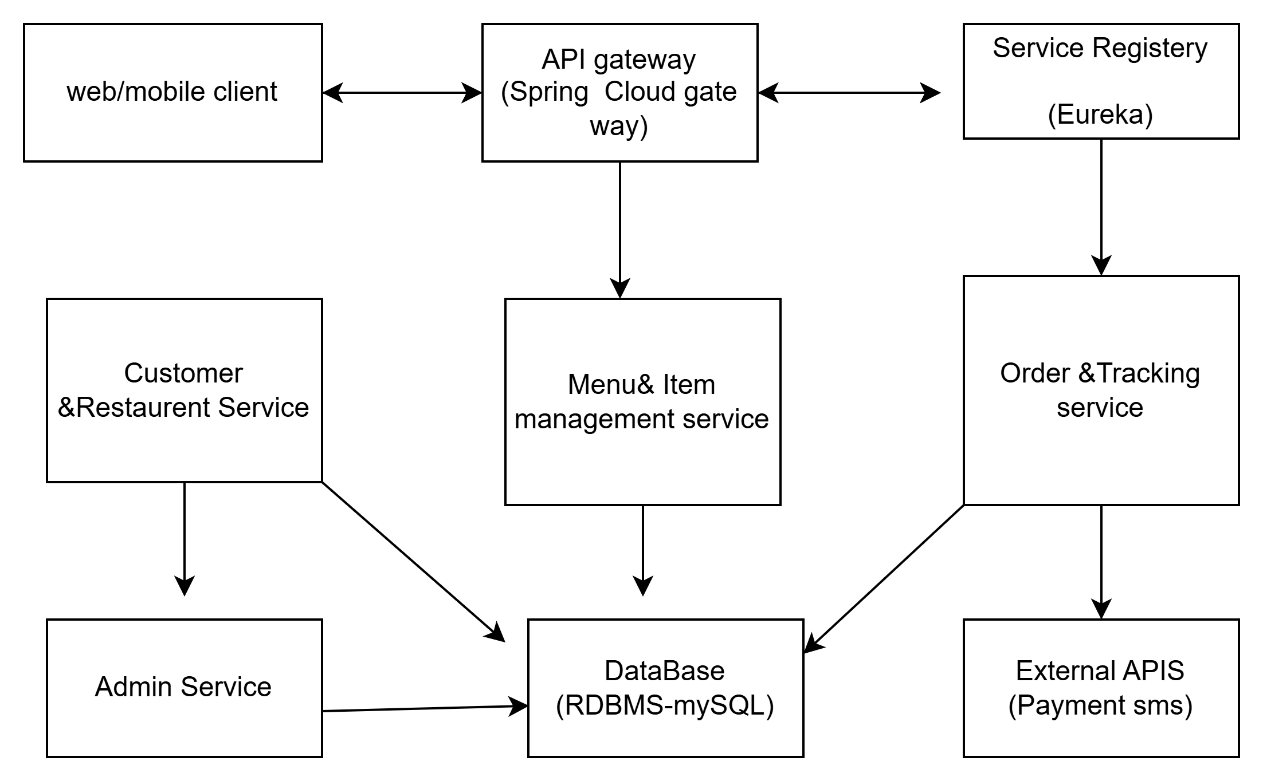 web/mobile client
API gateway
(Spring  Cloud gate
way)
Service Registery
(Eureka)
Customer
&Restaurent Service
Menu& Item
management service
Order &Tracking
service
Admin Service
DataBase
(RDBMS-mySQL)
External APIS
(Payment sms)